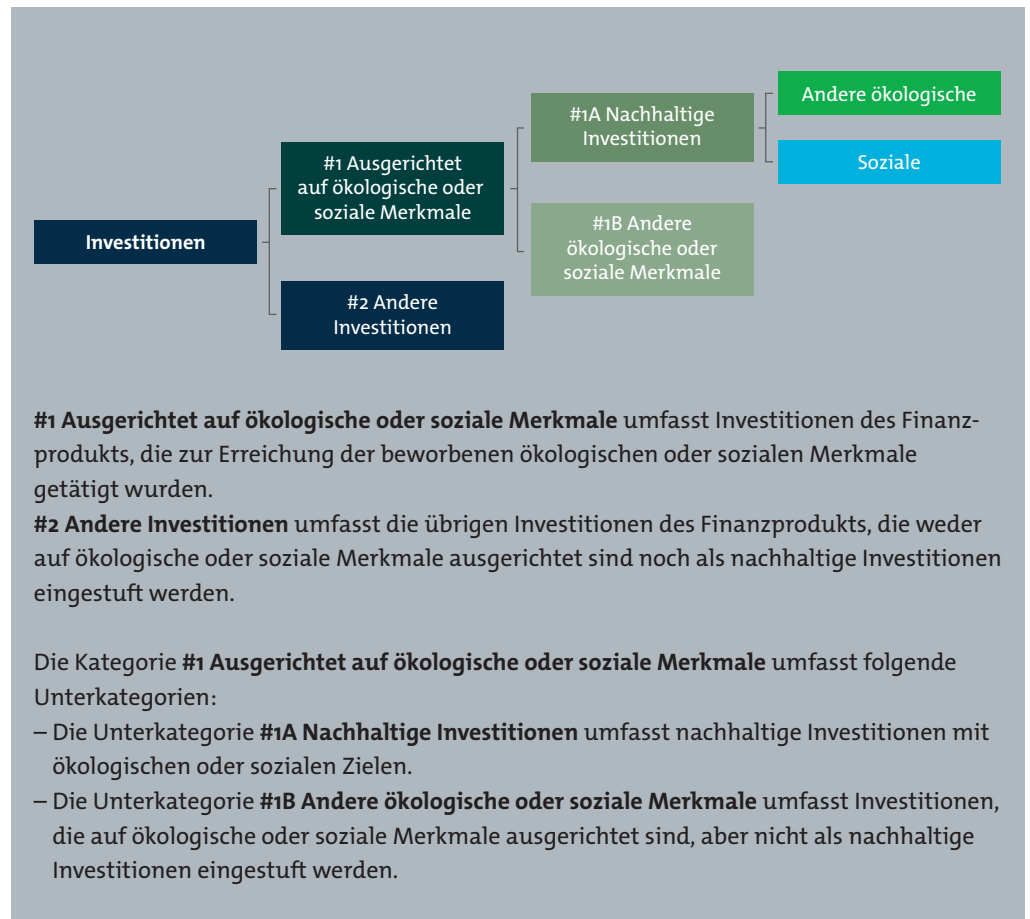 Andere ökologische
#1A Nachhaltige
Investitionen
Soziale
#1 Ausgerichtet
auf ökologische oder
soziale Merkmale
#1B Andere
ökologische oder
soziale Merkmale
Investitionen
#2 Andere
Investitionen
#1 Ausgerichtet auf ökologische oder soziale Merkmale umfasst Investitionen des Finanz-
produkts, die zur Erreichung der beworbenen ökologischen oder sozialen Merkmale
getätigt wurden.
#2 Andere Investitionen umfasst die übrigen Investitionen des Finanzprodukts, die weder
auf ökologische oder soziale Merkmale ausgerichtet sind noch als nachhaltige Investitionen
eingestuft werden.
Die Kategorie #1 Ausgerichtet auf ökologische oder soziale Merkmale umfasst folgende
Unterkategorien:
– Die Unterkategorie #1A Nachhaltige Investitionen umfasst nachhaltige Investitionen mit
ökologischen oder sozialen Zielen.
– Die Unterkategorie #1B Andere ökologische oder soziale Merkmale umfasst Investitionen,
die auf ökologische oder soziale Merkmale ausgerichtet sind, aber nicht als nachhaltige
Investitionen eingestuft werden.